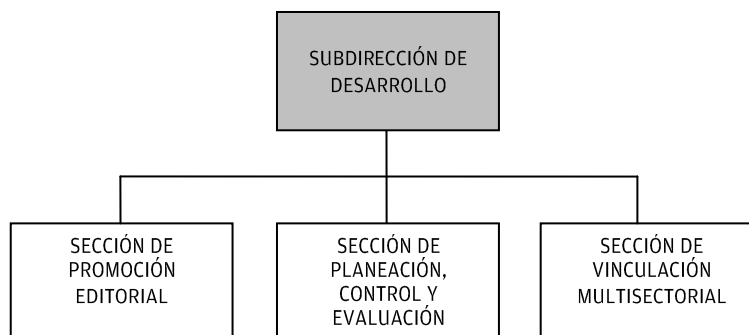 SUBDIRECCIÓN DE
DESARROLLO
SECCIÓN DE
PROMOCIÓN
EDITORIAL
SECCIÓN DE
PLANEACIÓN,
CONTROL Y
EVALUACIÓN
SECCIÓN DE
VINCULACIÓN
MULTISECTORIAL